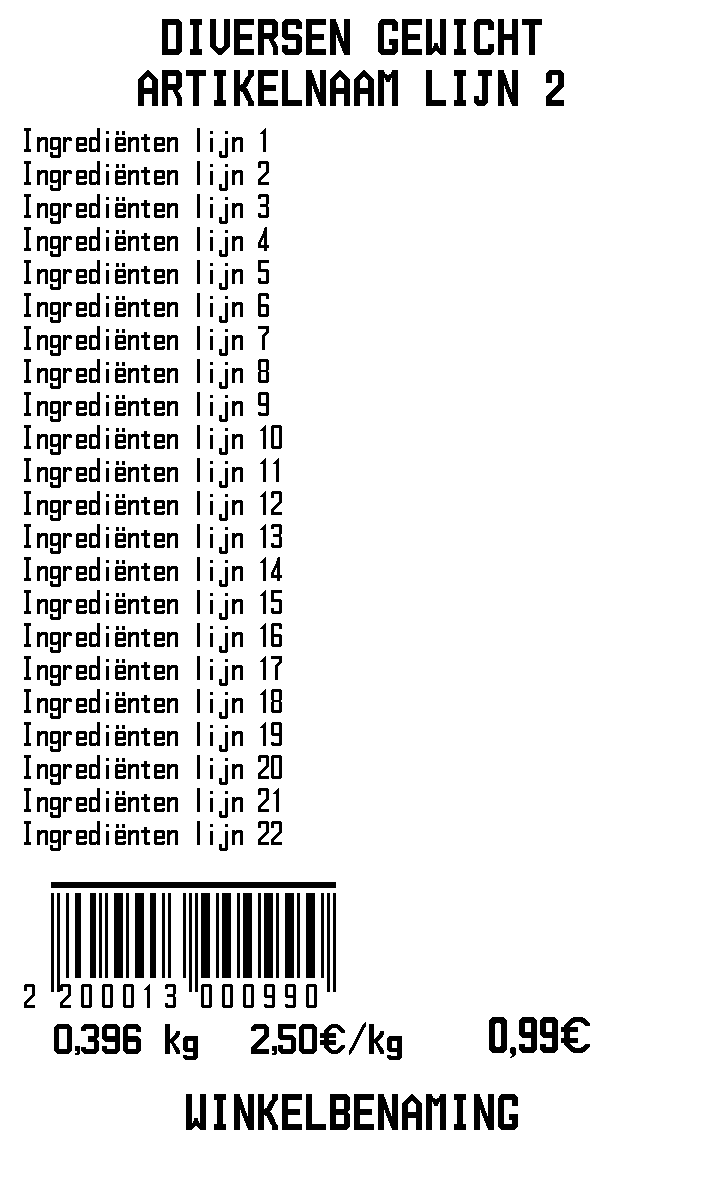 DIVERSEN GEWICHT
ARTIKELNAAM LIJN 2
Ingrediënten lijn 1
Ingrediënten lijn 2
Ingrediënten lijn 3
Ingrediënten lijn 4
Ingrediënten lijn 5
Ingrediënten lijn 6
Ingrediënten lijn 7
Ingrediënten lijn 8
Ingrediënten lijn 9
Ingrediënten lijn 10
Ingrediënten lijn 11
Ingrediënten lijn 12
Ingrediënten lijn 13
Ingrediënten lijn 14
Ingrediënten lijn 15
Ingrediënten lijn 16
Ingrediënten lijn 17
Ingrediënten lijn 18
Ingrediënten lijn 19
Ingrediënten lijn 20
Ingrediënten lijn 21
Ingrediënten lijn 22
2 200013 000990
0,396 kg 2,50€/kg 0,99€
WINKELBENAMING